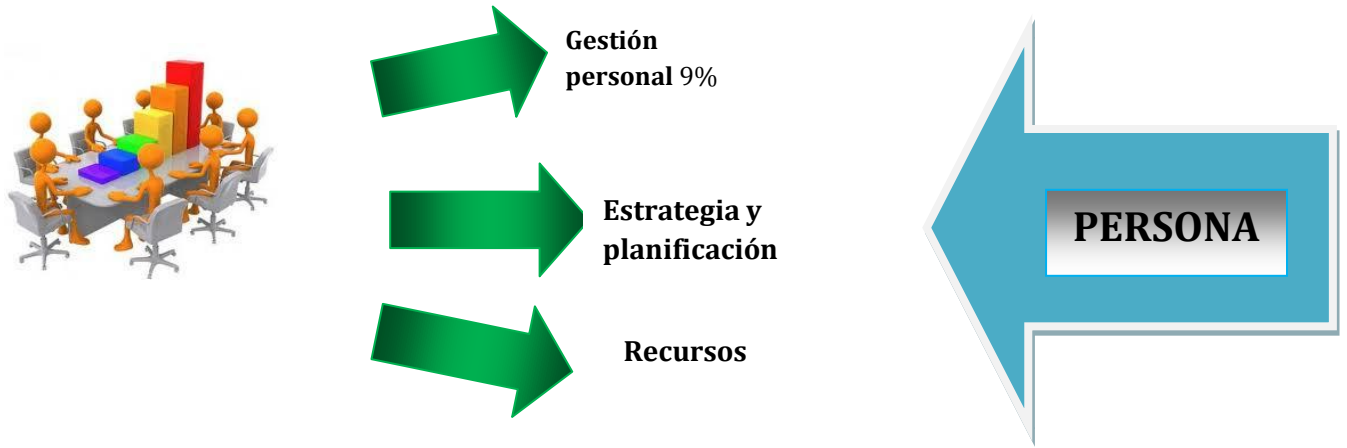 Gestión
personal 9%
Estrategia y
planificación
Recursos
PERSONA